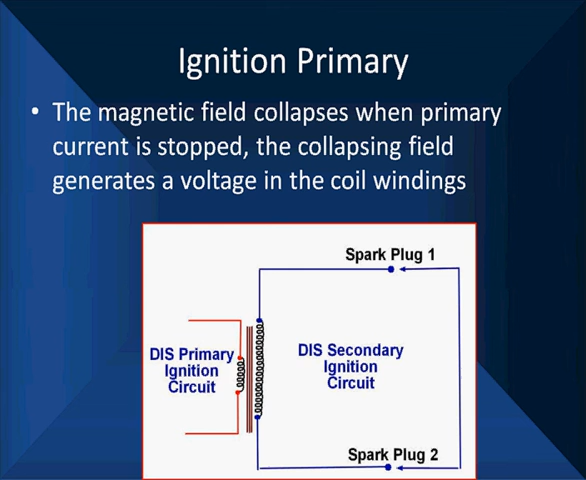 Ignition Primary
• The magnetic field collapses when primary
current is stopped, the collapsing field
generates a voltage in the coil windings
Spark Plug 1
DIS Primary
Ignition
Circuit
DIS Secondary
Ignition
Circuit
Spark Plug 2